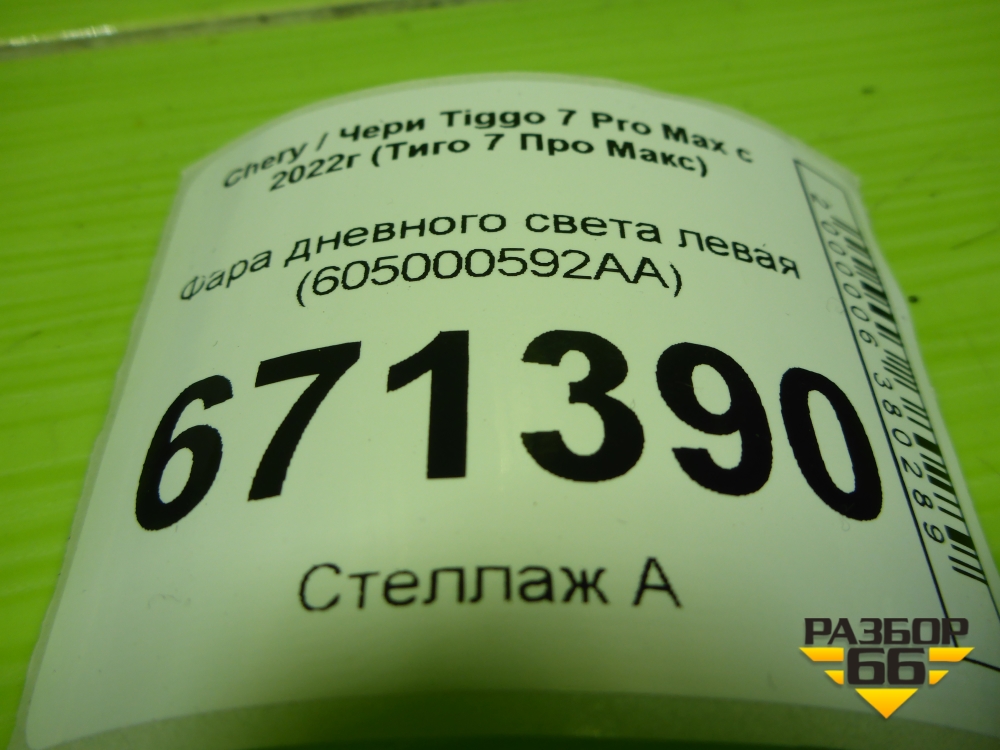 Chery / Чери Tiggo 7 Pro Max с
2022г (Тиго 7 Про Макс)
Фара дневного света левая
(605000592AA)
671390
Стеллаж А
2000006380289
РАЗБОР
66